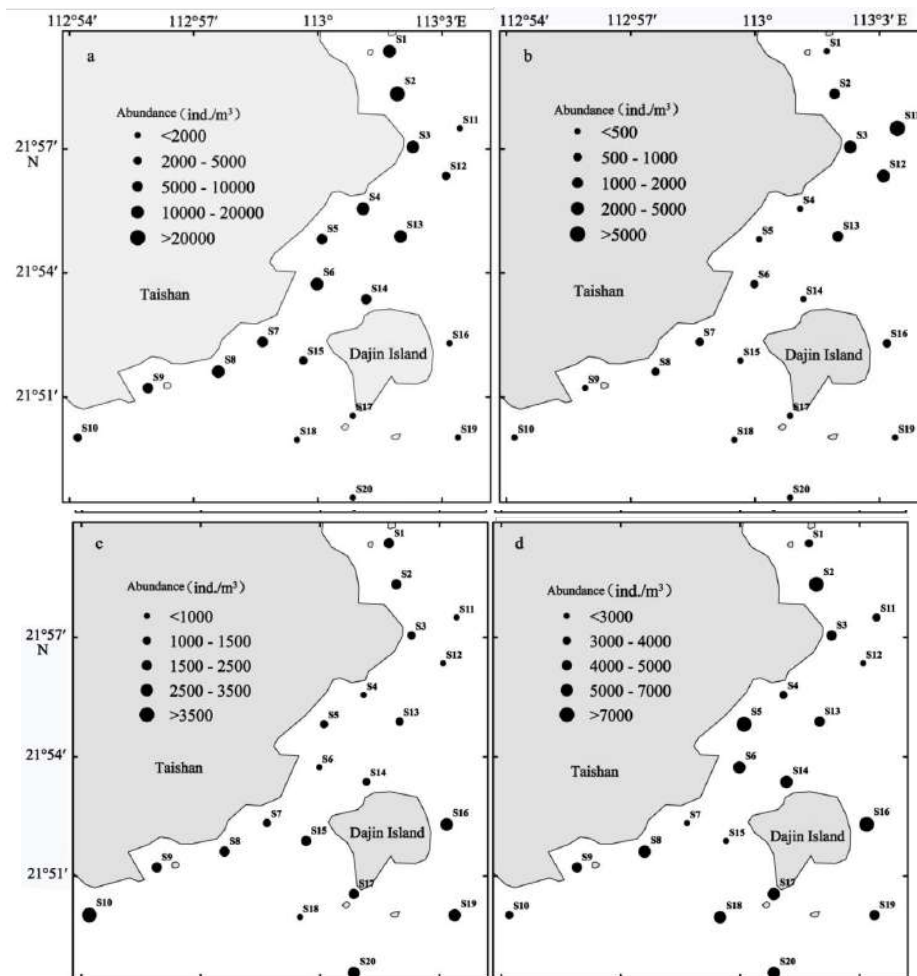 112°54′ 112°57′ 113° 113°3′ E 112°54′ 112°57′ 113° 113°3′ E
a
S1
S2
Abundance (ind./m³)
S11
<2000
S3
21°57′
N
2000 - 5000
S12
5000 - 10000
10000 - 20000
S4
>20000
S5
S13
21°54′
S6
Taishan
S14
S7
S16
S8
S15
Dajin Island
S9
21°51′
S17
S10
S18
S19
S20
b
S1
S2
Abundance (ind./m³)
S11
<500
S3
500 - 1000
S12
1000 - 2000
2000 - 5000
S4
>5000
S5
S13
S6
Taishan
S14
S7
S16
S8
S15
Dajin Island
S9
S17
S10
S18
S19
S20
c
S1
S2
Abundance (ind./m³)
<1000
S11
21°57′
N
1000 - 1500
S3
1500 - 2500
S12
2500 - 3500
S4
>3500
S5
S13
21°54′
Taishan
S6
S14
S7
S16
S8
S15
Dajin Island
S9
21°51′
S17
S10
S18
S19
S20
d
S1
S2
Abundance (ind./m³)
<3000
S11
3000 - 4000
S3
4000 - 5000
S12
5000 - 7000
S4
>7000
S5
S13
Taishan
S6
S14
S7
S16
S8
S15
Dajin Island
S9
S17
S10
S18
S19
S20